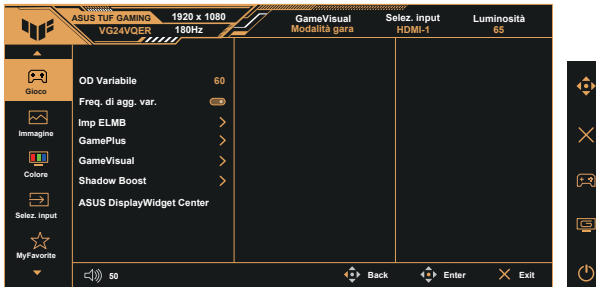 ASUS TUF GAMING 1920 x 1080 GameVisual Selez. input Luminosità
VG24VQER 180Hz Modalità gara HDMI-1 65
Gioco
Immagine
Colore
Selez. input
MyFavorite
OD Variabile 60
Freq. di agg. var.
Imp ELMB
GamePlus
GameVisual
Shadow Boost
ASUS DisplayWidget Center
50 Back Enter Exit